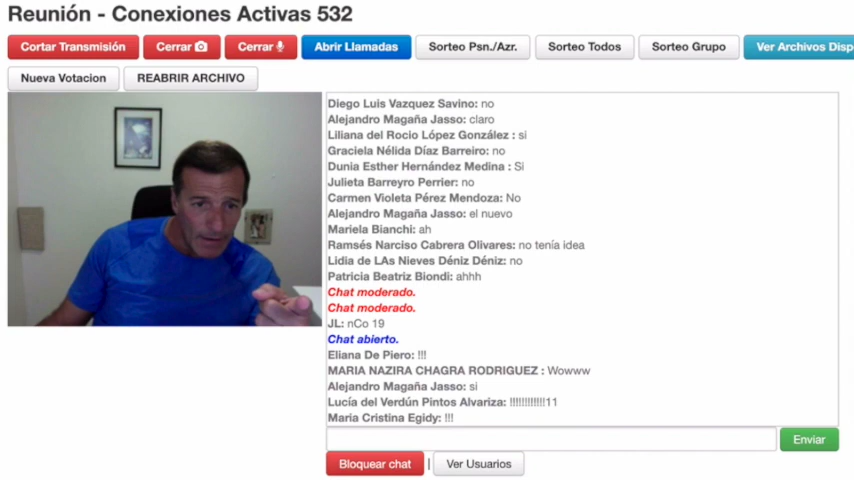 Reunión - Conexiones Activas 532
Cortar Transmisión Cerrar Cerrar Abrir Llamadas Sorteo Psn./Azr. Sorteo Todos Sorteo Grupo Ver Archivos Disp
Nueva Votacion REABRIR ARCHIVO
Diego Luis Vazquez Savino: no
Alejandro Magaña Jasso: claro
Liliana del Rocio López González : si
Graciela Nélida Díaz Barreiro: no
Dunia Esther Hernández Medina : Si
Julieta Barreyro Perrier: no
Carmen Violeta Pérez Mendoza: No
Alejandro Magaña Jasso: el nuevo
Mariela Bianchi: ah
Ramsés Narciso Cabrera Olivares: no tenía idea
Lidia de LAs Nieves Déniz Déniz: no
Patricia Beatriz Biondi: ahhh
Chat moderado.
Chat moderado.
JL: nCo 19
Chat abierto.
Eliana De Piero: !!!
MARIA NAZIRA CHAGRA RODRIGUEZ : Wowww
Alejandro Magaña Jasso: si
Lucía del Verdún Pintos Alvariza: !!!!!!!!!!!!11
Maria Cristina Egidy: !!!
Enviar
Bloquear chat | Ver Usuarios